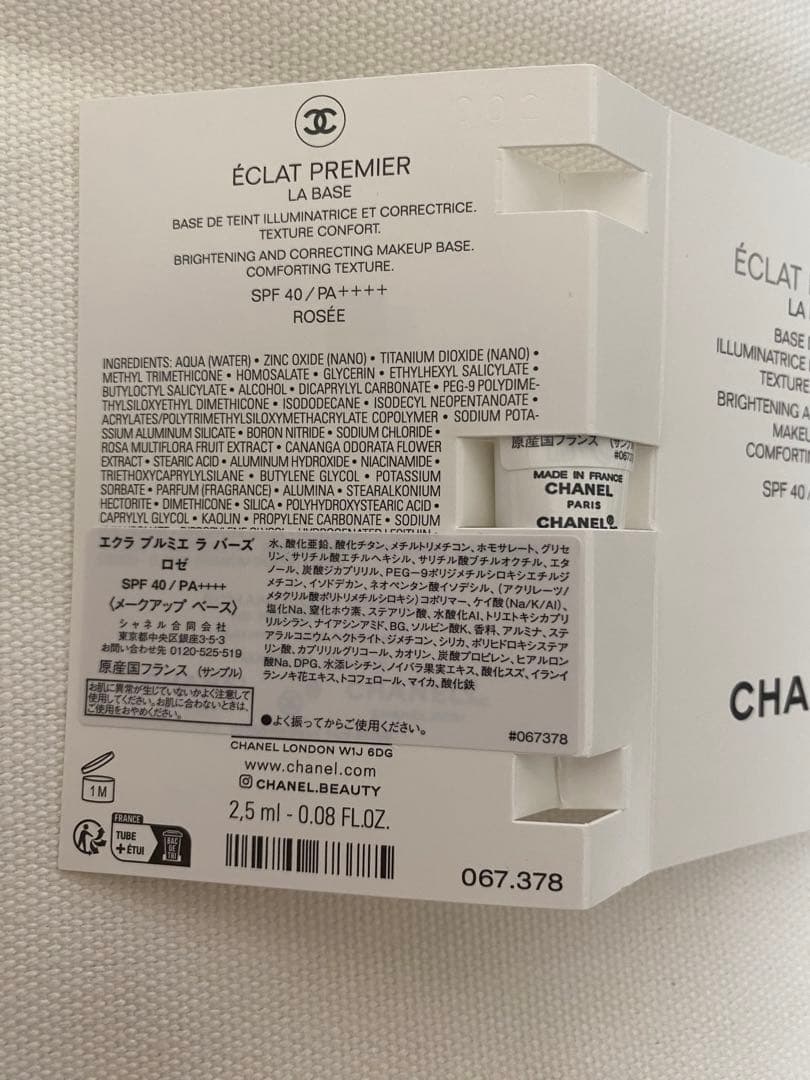 ÉCLAT PREMIER
LA BASE
BASE DE TEINT ILLUMINATRICE ET CORRECTRICE.
TEXTURE CONFORT.
BRIGHTENING AND CORRECTING MAKEUP BASE.
COMFORTING TEXTURE.
SPF 40 / PA++++
ROSÉE
INGREDIENTS: AQUA (WATER) • ZINC OXIDE (NANO) • TITANIUM DIOXIDE (NANO) •
METHYL TRIMETHICONE • HOMOSALATE • GLYCERIN • ETHYLHEXYL SALICYLATE •
BUTYLOCTYL SALICYLATE • ALCOHOL • DICAPRYLYL CARBONATE • PEG-9 POLYDIME-
THYLSILOXYETHYL DIMETHICONE • ISODODECANE • ISODECYL NEOPENTANOATE •
ACRYLATES/POLYTRIMETHYLSILOXYMETHACRYLATE COPOLYMER • SODIUM POTA-
SSIUM ALUMINUM SILICATE • BORON NITRIDE • SODIUM CHLORIDE •
ROSA MULTIFLORA FRUIT EXTRACT • CANANGA ODORATA FLOWER
EXTRACT • STEARIC ACID • ALUMINUM HYDROXIDE • NIACINAMIDE •
TRIETHOXYCAPRYLYLSILANE • BUTYLENE GLYCOL • POTASSIUM
SORBATE • PARFUM (FRAGRANCE) • ALUMINA • STEARALKONIUM
HECTORITE • DIMETHICONE • SILICA • POLYHYDROXYSTEARIC ACID •
CAPRYLYL GLYCOL • KAOLIN • PROPYLENE CARBONATE • SODIUM
エクラ プルミエ ラ バーズ
ロゼ
SPF 40 / PA++++
〈メークアップ ベース〉
シャネル合同会社
東京都中央区銀座3-5-3
お問い合わせ先 0120-525-519
原産国フランス (サンプル)
お肌に異常が生じていないかよく注意して
使用してください。お肌に合わないときは、
ご使用をおやめください。
水、酸化亜鉛、酸化チタン、メチルトリメチコン、ホモサレート、グリセ
リン、サリチル酸エチルヘキシル、サリチル酸ブチルオクチル、エタ
ノール、炭酸ジカプリリル、PEG－9ポリジメチルシロキシエチルジ
メチコン、イソドデカン、ネオペンタン酸イソデシル、(アクリレーツ/
メタクリル酸ポリトリメチルシロキシ)コポリマー、ケイ酸(Na/K/Al)、
塩化Na、窒化ホウ素、ステアリン酸、水酸化Al、トリエトキシカプリ
リルシラン、ナイアシンアミド、BG、ソルビン酸K、香料、アルミナ、ステ
アラルコニウムヘクトライト、ジメチコン、シリカ、ポリヒドロキシステア
リン酸、カプリリルグリコール、カオリン、炭酸プロピレン、ヒアルロン
酸Na、DPG、水添レシチン、ノイバラ果実エキス、酸化スズ、イランイ
ランノキ花エキス、トコフェロール、マイカ、酸化鉄
●よく振ってからご使用ください。
#067378
CHANEL LONDON W1J 6DG
www.chanel.com
CHANEL.BEAUTY
2,5 ml - 0.08 FL.OZ.
1M
FRANCE
TUBE
+ ÉTUI
BAC
DE
TRI
067.378
原産国フランス (サンプル
#0673
MADE IN FRANCE
CHANEL
PARIS
CHANEL®
ÉCLAT
LA
BASE
ILLUMINATRICE
TEXTURE
BRIGHTENING A
MAKEU
COMFORTI
SPF 40
CHA